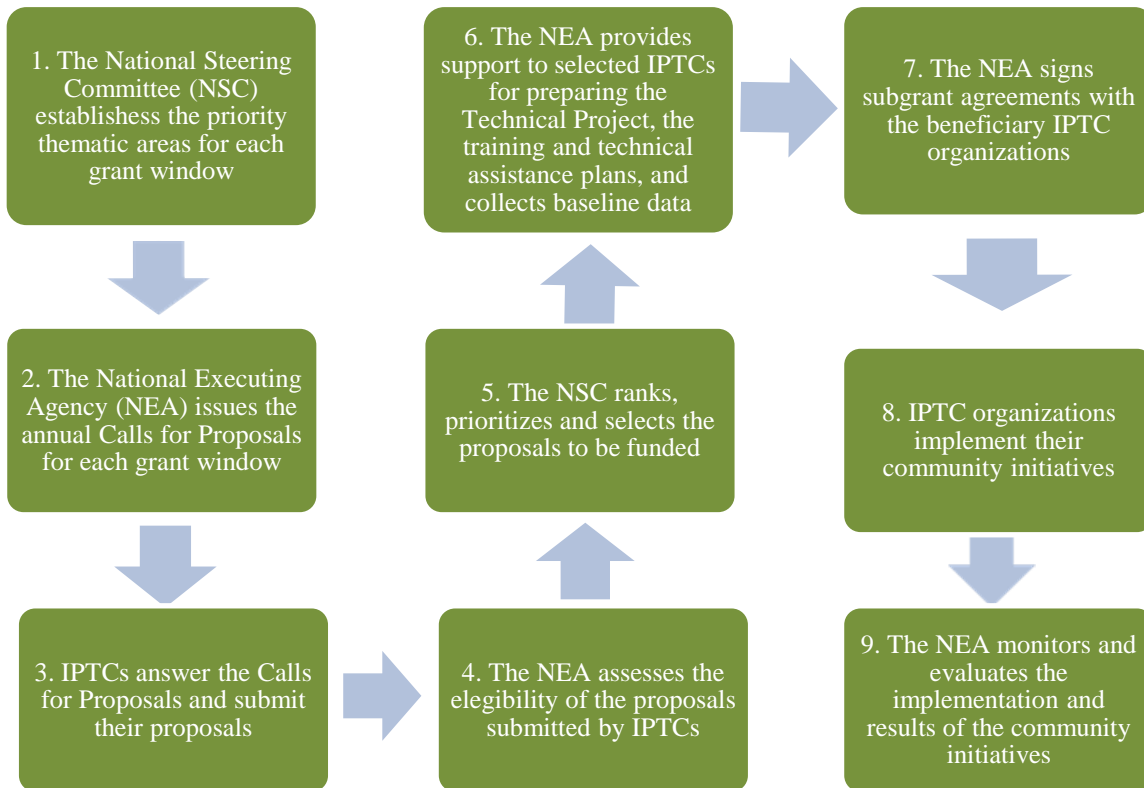 1. The National Steering
Committee (NSC)
establishess the priority
thematic areas for each
grant window
2. The National Executing
Agency (NEA) issues the
annual Calls for Proposals
for each grant window
3. IPTCs answer the Calls
for Proposals and submit
their proposals
4. The NEA assesses the
elegibility of the proposals
submitted by IPTCs
5. The NSC ranks,
prioritizes and selects the
proposals to be funded
6. The NEA provides
support to selected IPTCs
for preparing the
Technical Project, the
training and technical
assistance plans, and
collects baseline data
7. The NEA signs
subgrant agreements with
the beneficiary IPTC
organizations
8. IPTC organizations
implement their
community initiatives
9. The NEA monitors and
evaluates the
implementation and
results of the community
initiatives